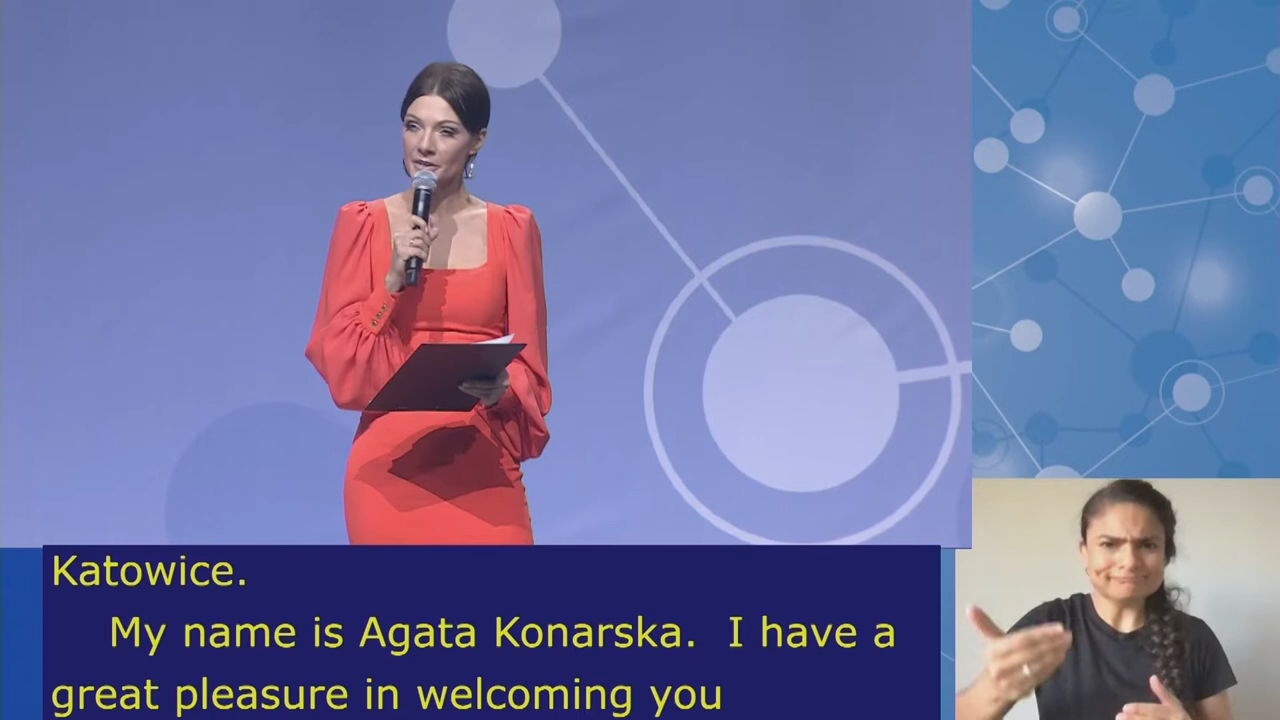 Katowice.
My name is Agata Konarska. I have a
great pleasure in welcoming you